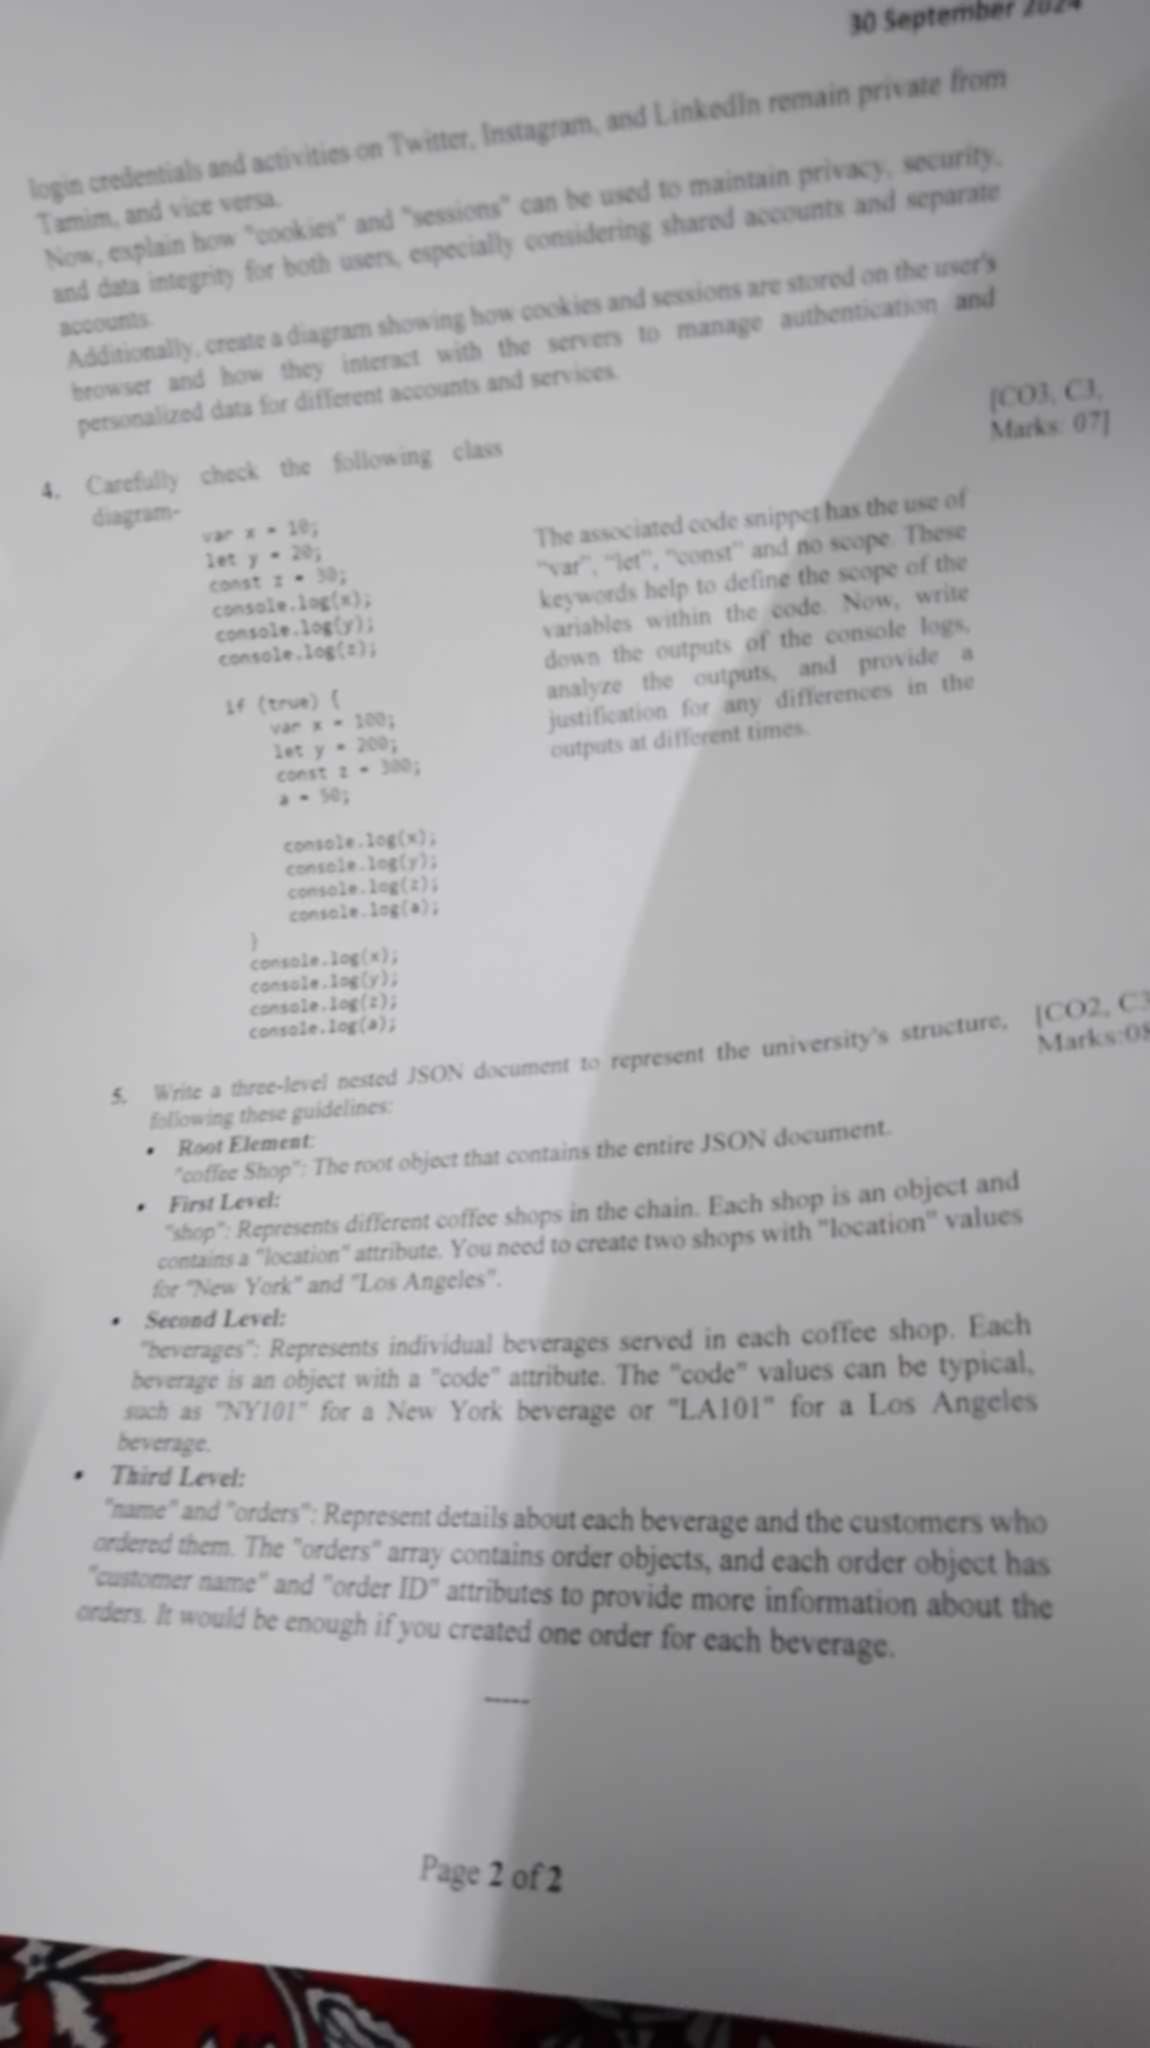 30 September 2024
login credentials and activities on Twitter, Instagram, and LinkedIn remain private from
Tamim, and vice versa.
Now, explain how "cookies" and "sessions" can be used to maintain privacy, security,
and data integrity for both users, especially considering shared accounts and separate
accounts.
Additionally, create a diagram showing how cookies and sessions are stored on the user's
browser and how they interact with the servers to manage authentication and
personalized data for different accounts and services.
[CO3, C3,
Marks: 07]
4. Carefully check the following class
diagram-
var x = 10;
let y = 20;
const z = 30;
console.log(x);
console.log(y);
console.log(z);
if (true) {
var x = 100;
let y = 200;
const z = 300;
a = 50;
console.log(x);
console.log(y);
console.log(z);
console.log(a);
}
console.log(x);
console.log(y);
console.log(z);
console.log(a);
The associated code snippet has the use of
"var", "let", "const" and no scope. These
keywords help to define the scope of the
variables within the code. Now, write
down the outputs of the console logs,
analyze the outputs, and provide a
justification for any differences in the
outputs at different times.
5. Write a three-level nested JSON document to represent the university's structure,
following these guidelines:
[CO2, C3
Marks:08
• Root Element:
"coffee Shop": The root object that contains the entire JSON document.
• First Level:
"shop": Represents different coffee shops in the chain. Each shop is an object and
contains a "location" attribute. You need to create two shops with "location" values
for "New York" and "Los Angeles".
• Second Level:
"beverages": Represents individual beverages served in each coffee shop. Each
beverage is an object with a "code" attribute. The "code" values can be typical,
such as "NY101" for a New York beverage or "LA101" for a Los Angeles
beverage.
• Third Level:
"name" and "orders": Represent details about each beverage and the customers who
ordered them. The "orders" array contains order objects, and each order object has
"customer name" and "order ID" attributes to provide more information about the
orders. It would be enough if you created one order for each beverage.
-----
Page 2 of 2